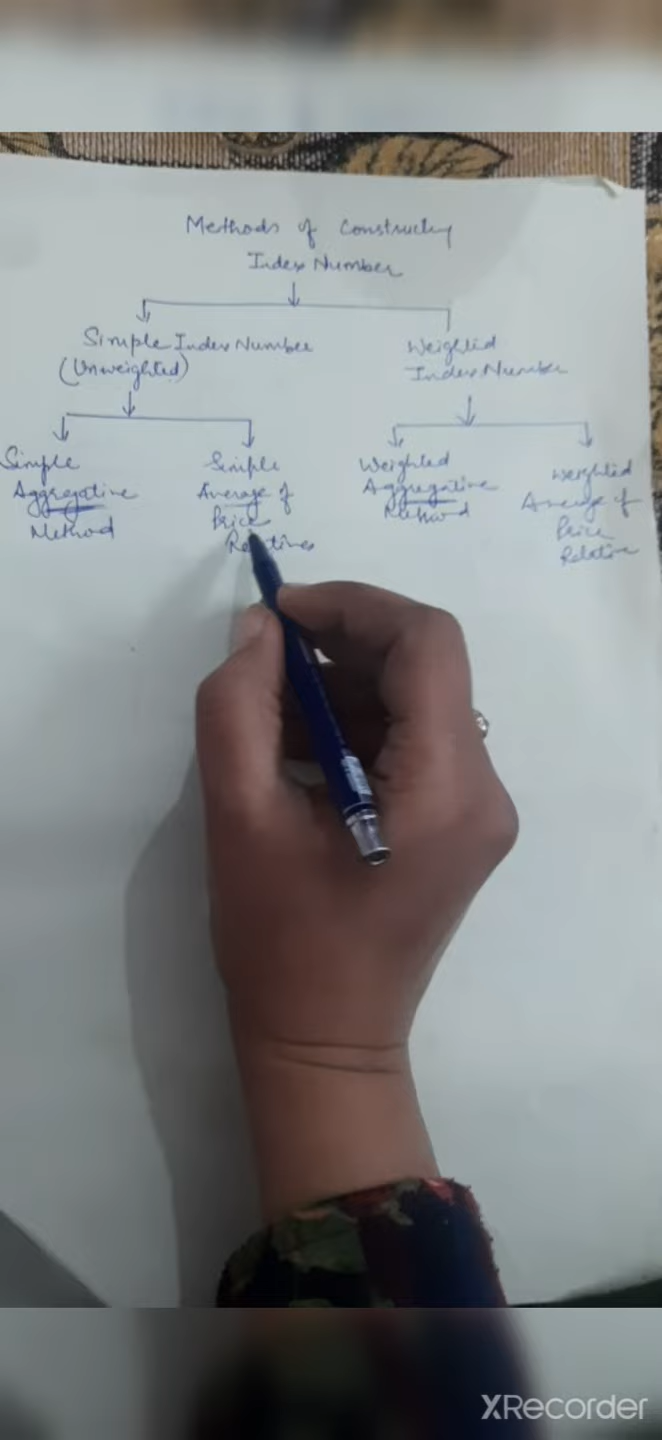 Methods of Constructing
Index Number
Simple Index Number
(Unweighted)
Weighted
Index Number
Simple
Aggregative
Method
Simple
Average of
Price
Relatives
Weighted
Aggregative
Method
Weighted
Average of
Price
Relative
XRecorder